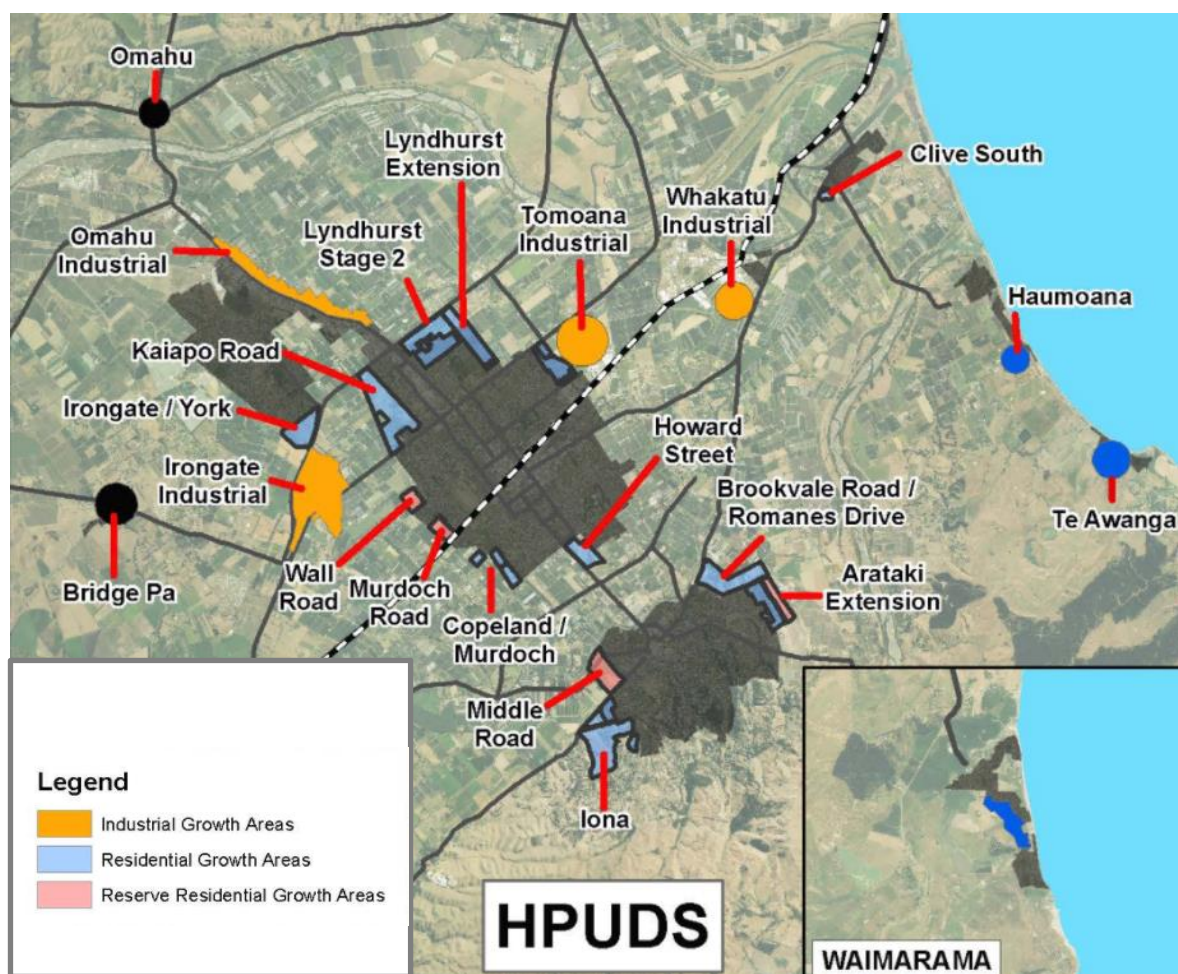 Omahu
Lyndhurst
Extension
Clive South
Whakatu
Industrial
Tomoana
Industrial
Lyndhurst
Stage 2
Omahu
Industrial
Haumoana
Kaiapo Road
Irongate / York
Howard
Street
Irongate
Industrial
Brookvale Road /
Romanes Drive
Te Awanga
Wall
Road
Murdoch
Road
Bridge Pa
Arataki
Extension
Copeland /
Murdoch
Middle
Road
Iona
Legend
Industrial Growth Areas
Residential Growth Areas
Reserve Residential Growth Areas
HPUDS
WAIMARAMA